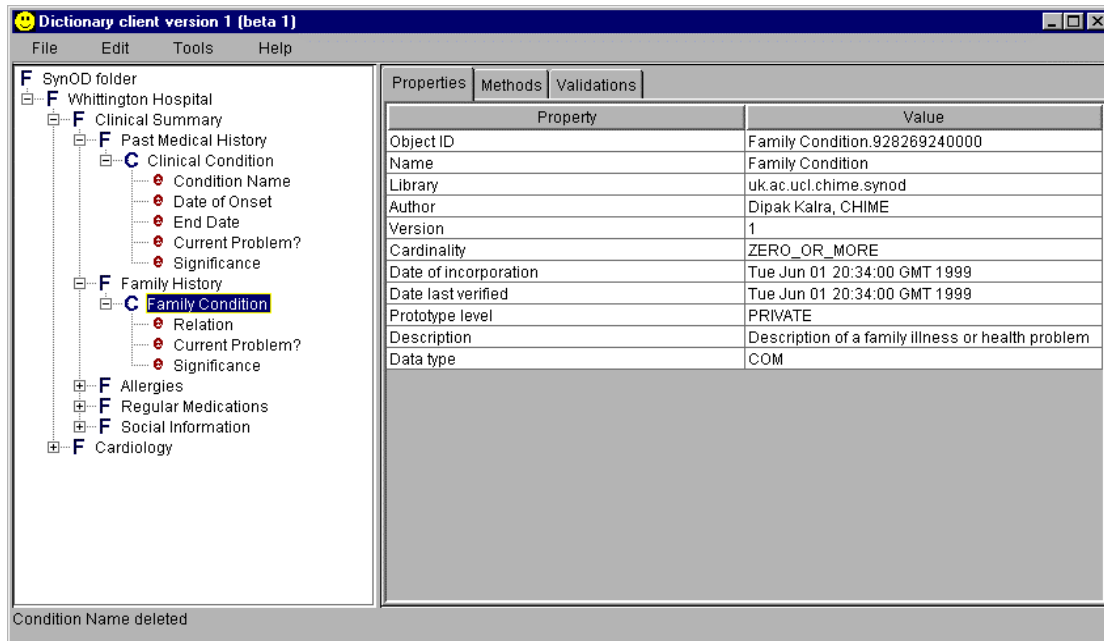 Dictionary client version 1 (beta 1)
File Edit Tools Help
F SynOD folder
F Whittington Hospital
F Clinical Summary
F Past Medical History
C Clinical Condition
e Condition Name
e Date of Onset
e End Date
e Current Problem?
e Significance
F Family History
C Family Condition
e Relation
e Current Problem?
e Significance
F Allergies
F Regular Medications
F Social Information
F Cardiology
Properties Methods Validations
Property Value
Object ID Family Condition.928269240000
Name Family Condition
Library uk.ac.ucl.chime.synod
Author Dipak Kalra, CHIME
Version 1
Cardinality ZERO_OR_MORE
Date of incorporation Tue Jun 01 20:34:00 GMT 1999
Date last verified Tue Jun 01 20:34:00 GMT 1999
Prototype level PRIVATE
Description Description of a family illness or health problem
Data type COM
Condition Name deleted